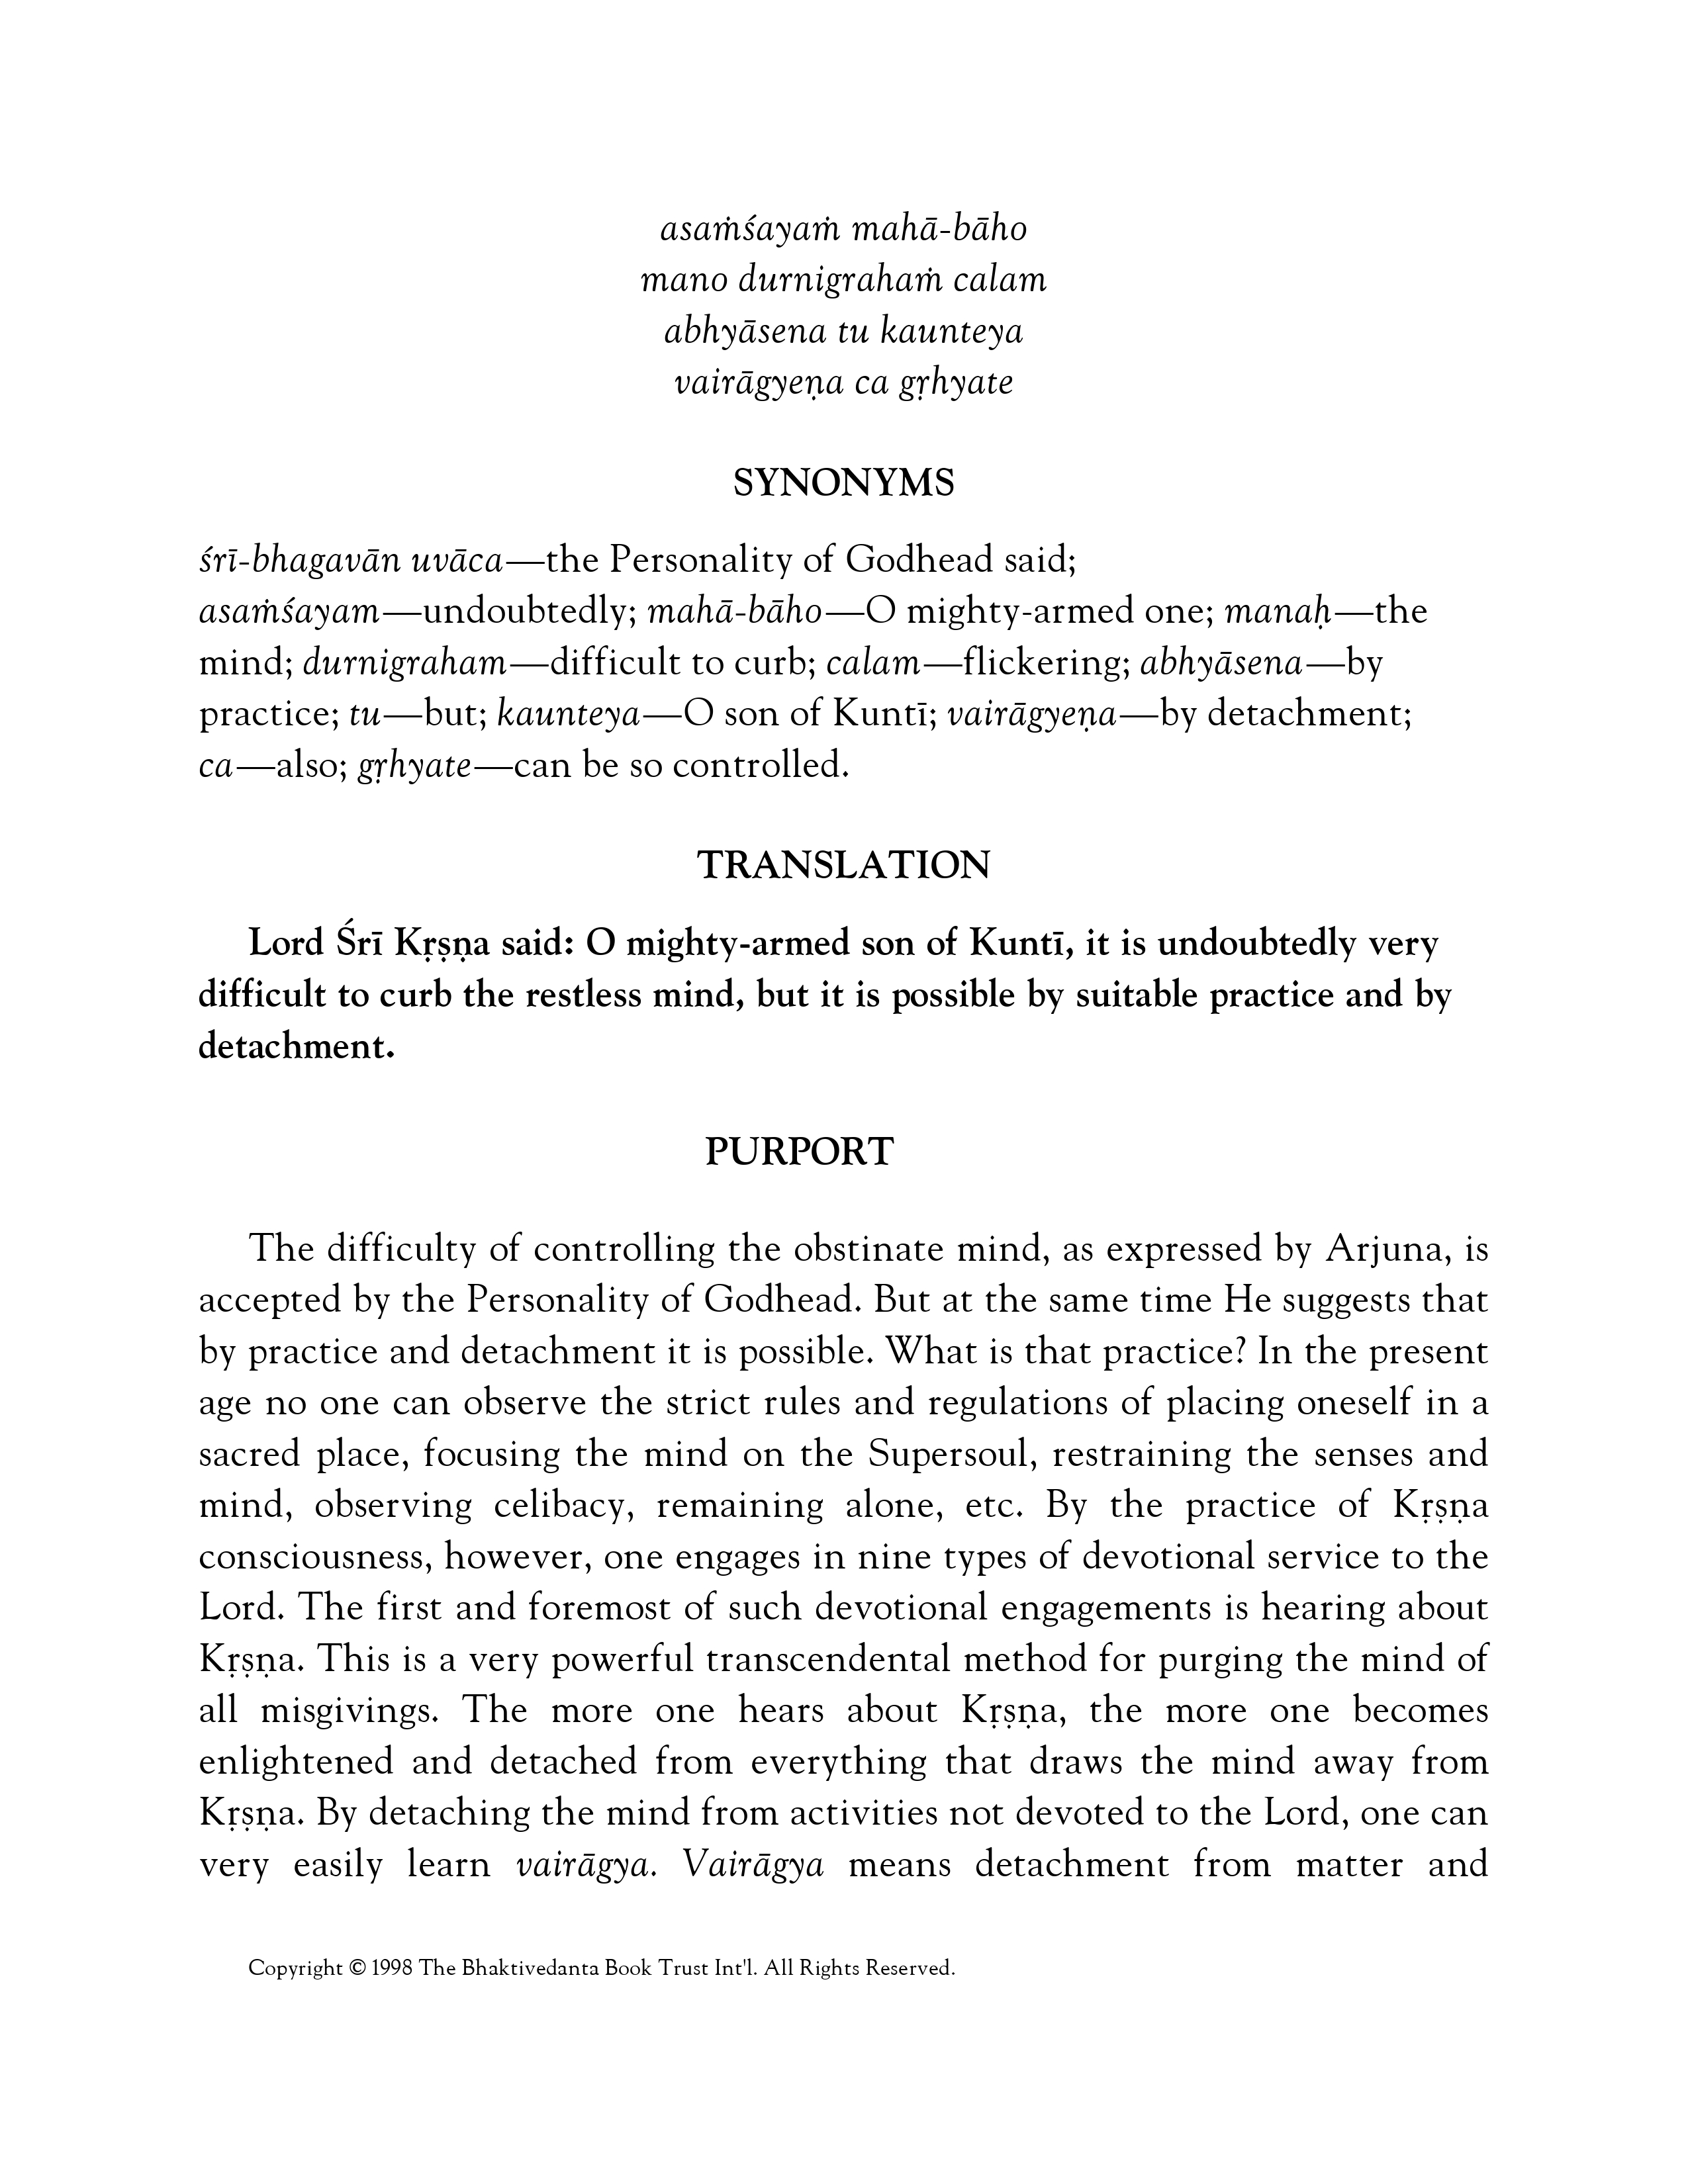 asaṁśayaṁ mahā-bāho
mano durnigrahaṁ calam
abhyāsena tu kaunteya
vairāgyeṇa ca gṛhyate
SYNONYMS
śrī-bhagavān uvāca—the Personality of Godhead said;
asaṁśayam—undoubtedly; mahā-bāho—O mighty-armed one; manaḥ—the
mind; durnigraham—difficult to curb; calam—flickering; abhyāsena—by
practice; tu—but; kaunteya—O son of Kuntī; vairāgyeṇa—by detachment;
ca—also; gṛhyate—can be so controlled.
TRANSLATION
Lord Śrī Kṛṣṇa said: O mighty-armed son of Kuntī, it is undoubtedly very
difficult to curb the restless mind, but it is possible by suitable practice and by
detachment.
PURPORT
The difficulty of controlling the obstinate mind, as expressed by Arjuna, is
accepted by the Personality of Godhead. But at the same time He suggests that
by practice and detachment it is possible. What is that practice? In the present
age no one can observe the strict rules and regulations of placing oneself in a
sacred place, focusing the mind on the Supersoul, restraining the senses and
mind, observing celibacy, remaining alone, etc. By the practice of Kṛṣṇa
consciousness, however, one engages in nine types of devotional service to the
Lord. The first and foremost of such devotional engagements is hearing about
Kṛṣṇa. This is a very powerful transcendental method for purging the mind of
all misgivings. The more one hears about Kṛṣṇa, the more one becomes
enlightened and detached from everything that draws the mind away from
Kṛṣṇa. By detaching the mind from activities not devoted to the Lord, one can
very easily learn vairāgya. Vairāgya means detachment from matter and
Copyright © 1998 The Bhaktivedanta Book Trust Int'l. All Rights Reserved.